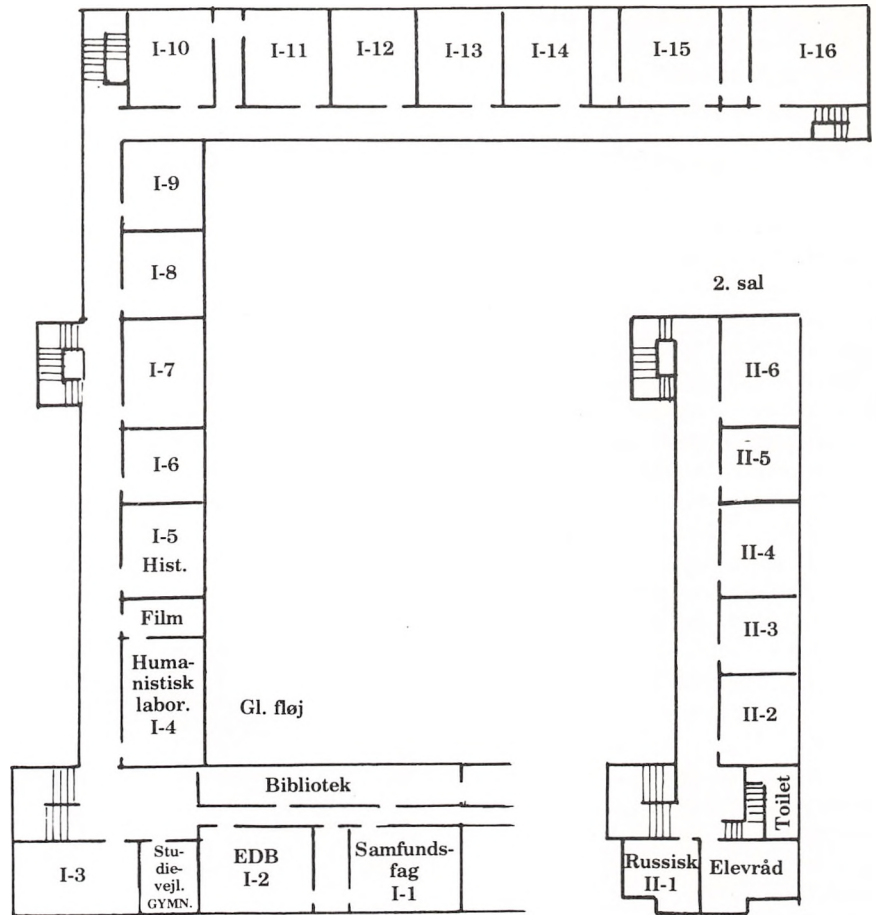 I-10
I-11
I-12
I-13
I-14
I-15
I-16
I-9
I-8
I-7
I-6
I-5
Hist.
Film
Huma-
nistisk
labor.
I-4
Gl. fløj
Bibliotek
I-3
Stu-
die-
vejl.
GYMN.
EDB
I-2
Samfunds-
fag
I-1
2. sal
II-6
II-5
II-4
II-3
II-2
Toilet
Russisk
II-1
Elevråd